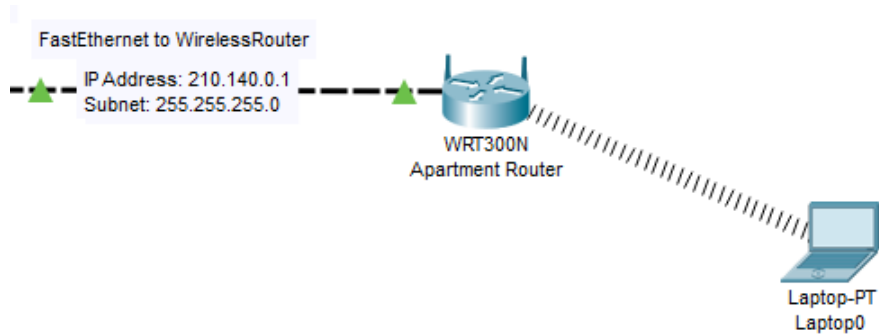 FastEthernet to WirelessRouter
IP Address: 210.140.0.1
Subnet: 255.255.255.0
WRT300N
Apartment Router
Laptop-PT
Laptop0